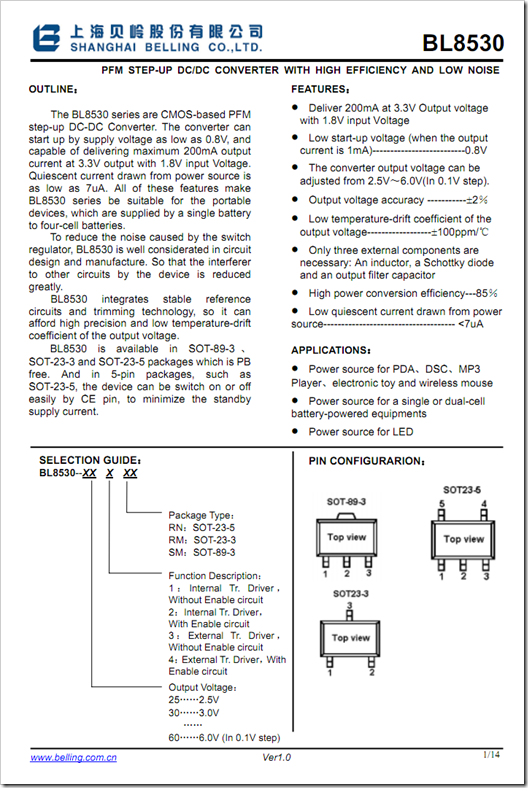 上海贝岭股份有限公司
SHANGHAI BELLING CO.,LTD.
BL8530
PFM STEP-UP DC/DC CONVERTER WITH HIGH EFFICIENCY AND LOW NOISE
OUTLINE：
The BL8530 series are CMOS-based PFM
step-up DC-DC Converter. The converter can
start up by supply voltage as low as 0.8V, and
capable of delivering maximum 200mA output
current at 3.3V output with 1.8V input Voltage.
Quiescent current drawn from power source is
as low as 7uA. All of these features make
BL8530 series be suitable for the portable
devices, which are supplied by a single battery
to four-cell batteries.
To reduce the noise caused by the switch
regulator, BL8530 is well considerated in circuit
design and manufacture. So that the interferer
to other circuits by the device is reduced
greatly.
BL8530 integrates stable reference
circuits and trimming technology, so it can
afford high precision and low temperature-drift
coefficient of the output voltage.
BL8530 is available in SOT-89-3 、
SOT-23-3 and SOT-23-5 packages which is PB
free. And in 5-pin packages, such as
SOT-23-5, the device can be switch on or off
easily by CE pin, to minimize the standby
supply current.
FEATURES：
● Deliver 200mA at 3.3V Output voltage
with 1.8V input Voltage
● Low start-up voltage (when the output
current is 1mA)--------------------------0.8V
● The converter output voltage can be
adjusted from 2.5V～6.0V(In 0.1V step).
● Output voltage accuracy -----------±2％
● Low temperature-drift coefficient of the
output voltage------------------±100ppm/℃
● Only three external components are
necessary: An inductor, a Schottky diode
and an output filter capacitor
● High power conversion efficiency---85％
● Low quiescent current drawn from power
source------------------------------------- <7uA
APPLICATIONS：
● Power source for PDA、DSC、MP3
Player、electronic toy and wireless mouse
● Power source for a single or dual-cell
battery-powered equipments
● Power source for LED
SELECTION GUIDE：
BL8530--XX X XX
Package Type：
RN：SOT-23-5
RM：SOT-23-3
SM：SOT-89-3
Function Description：
1 ：Internal Tr. Driver ，
Without Enable circuit
2：Internal Tr. Driver，
With Enable circuit
3 ：External Tr. Driver，
Without Enable circuit
4：External Tr. Driver，With
Enable circuit
Output Voltage：
25······2.5V
30······3.0V
······
60······6.0V (In 0.1V step)
PIN CONFIGURARION：
SOT-89-3
Top view
1 2 3
SOT23-5
5 4
Top view
1 2 3
SOT23-3
3
Top view
1 2
www.belling.com.cn
Ver1.0
1/14